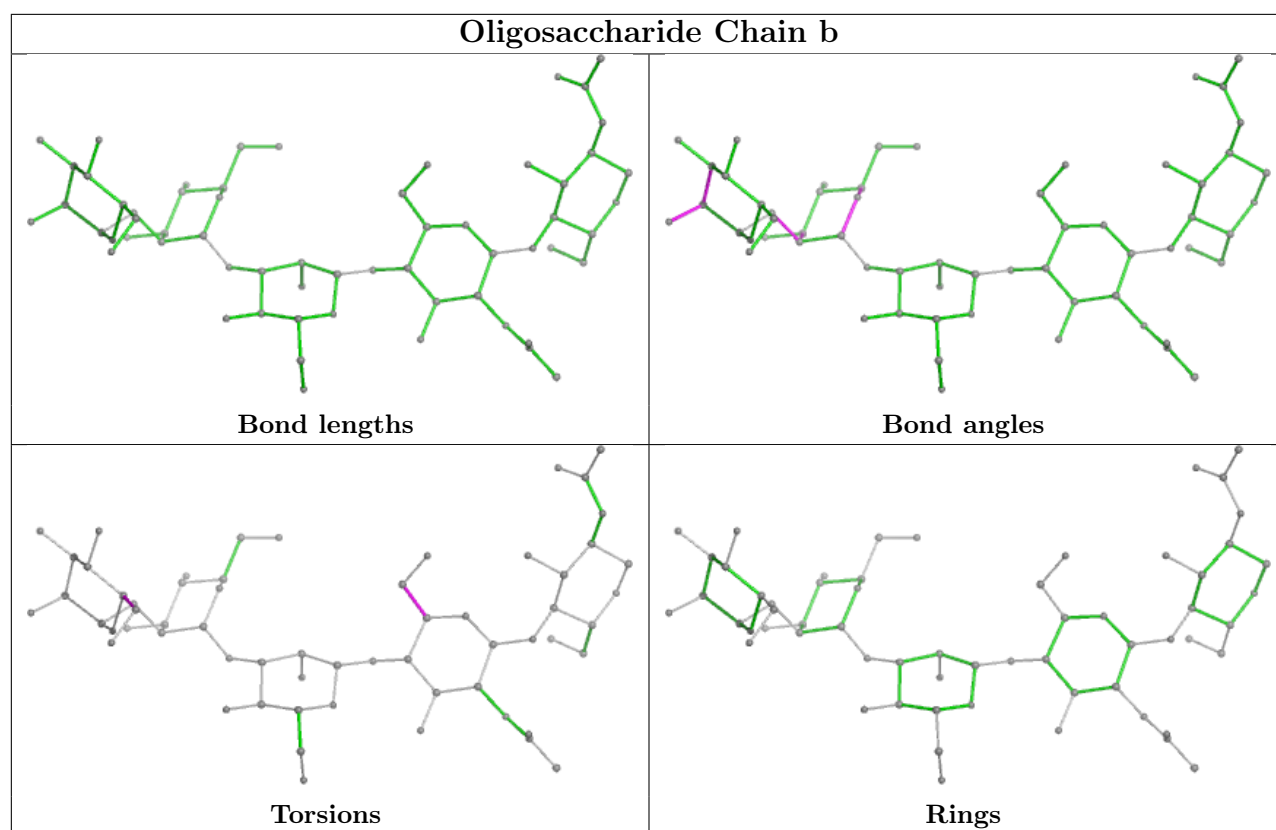 Oligosaccharide Chain b
Bond lengths
Bond angles
Torsions
Rings